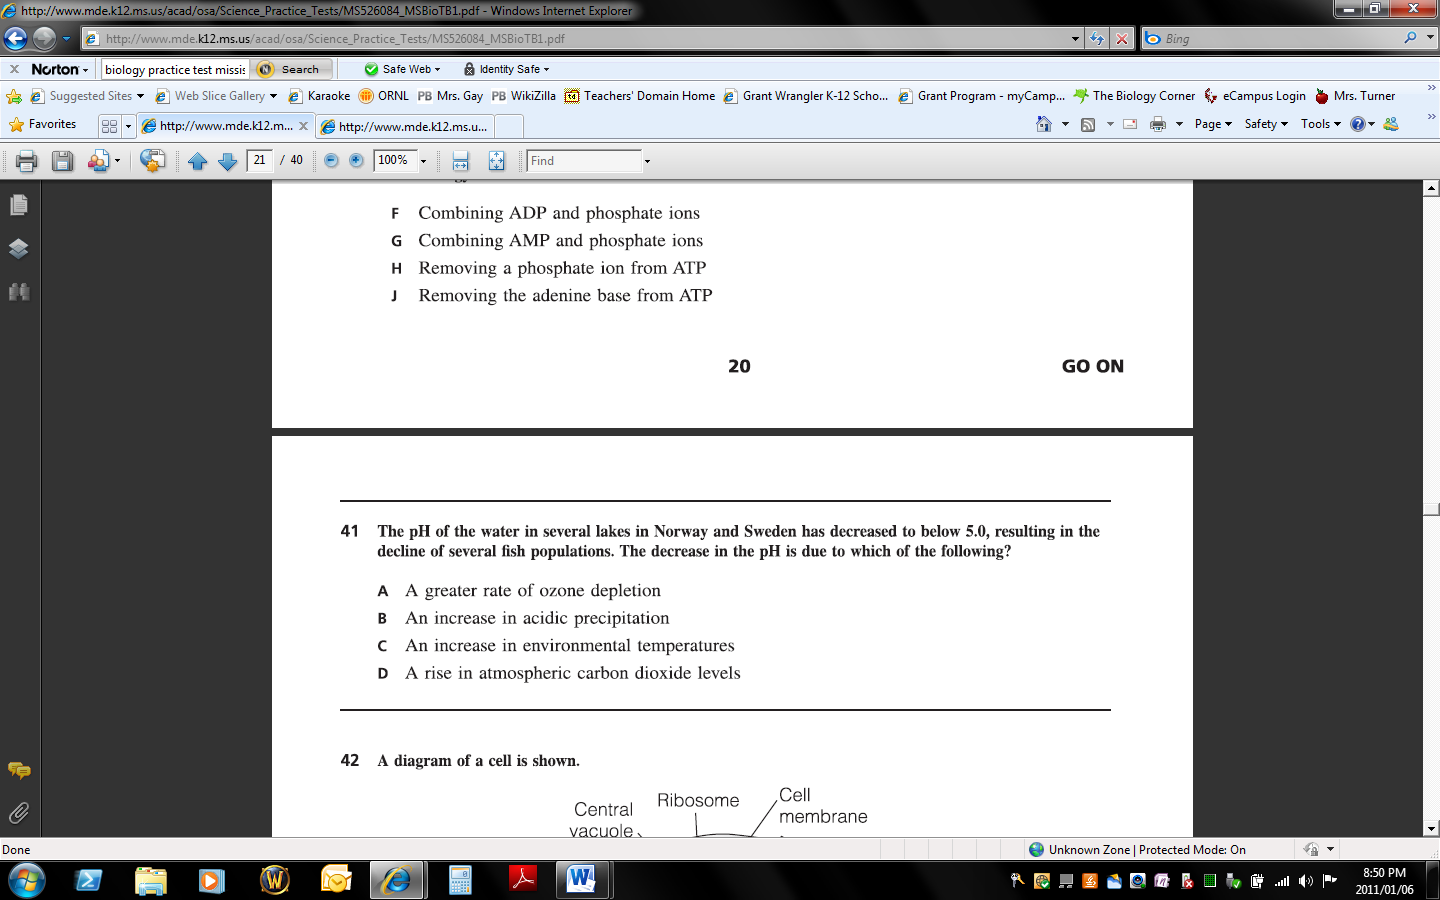 http://www.mde.k12.ms.us/acad/osa/Science_Practice_Tests/MS526084_MSBioTB1.pdf - Windows Internet Explorer
http://www.mde.k12.ms.us/acad/osa/Science_Practice_Tests/MS526084_MSBioTB1.pdf
Bing
x Norton biology practice test missis Search Safe Web Identity Safe
Suggested Sites Web Slice Gallery Karaoke ORNL PB Mrs. Gay PB WikiZilla td Teachers' Domain Home Grant Wrangler K-12 Scho... Grant Program - myCamp... The Biology Corner eCampus Login Mrs. Turner
Favorites http://www.mde.k12.m... x http://www.mde.k12.ms.u... Page Safety Tools
21 / 40 100% Find
F Combining ADP and phosphate ions
G Combining AMP and phosphate ions
H Removing a phosphate ion from ATP
J Removing the adenine base from ATP
20 GO ON
41 The pH of the water in several lakes in Norway and Sweden has decreased to below 5.0, resulting in the
decline of several fish populations. The decrease in the pH is due to which of the following?
A A greater rate of ozone depletion
B An increase in acidic precipitation
C An increase in environmental temperatures
D A rise in atmospheric carbon dioxide levels
42 A diagram of a cell is shown.
Central
vacuole
Ribosome
Cell
membrane
Done Unknown Zone | Protected Mode: On
8:50 PM
2011/01/06